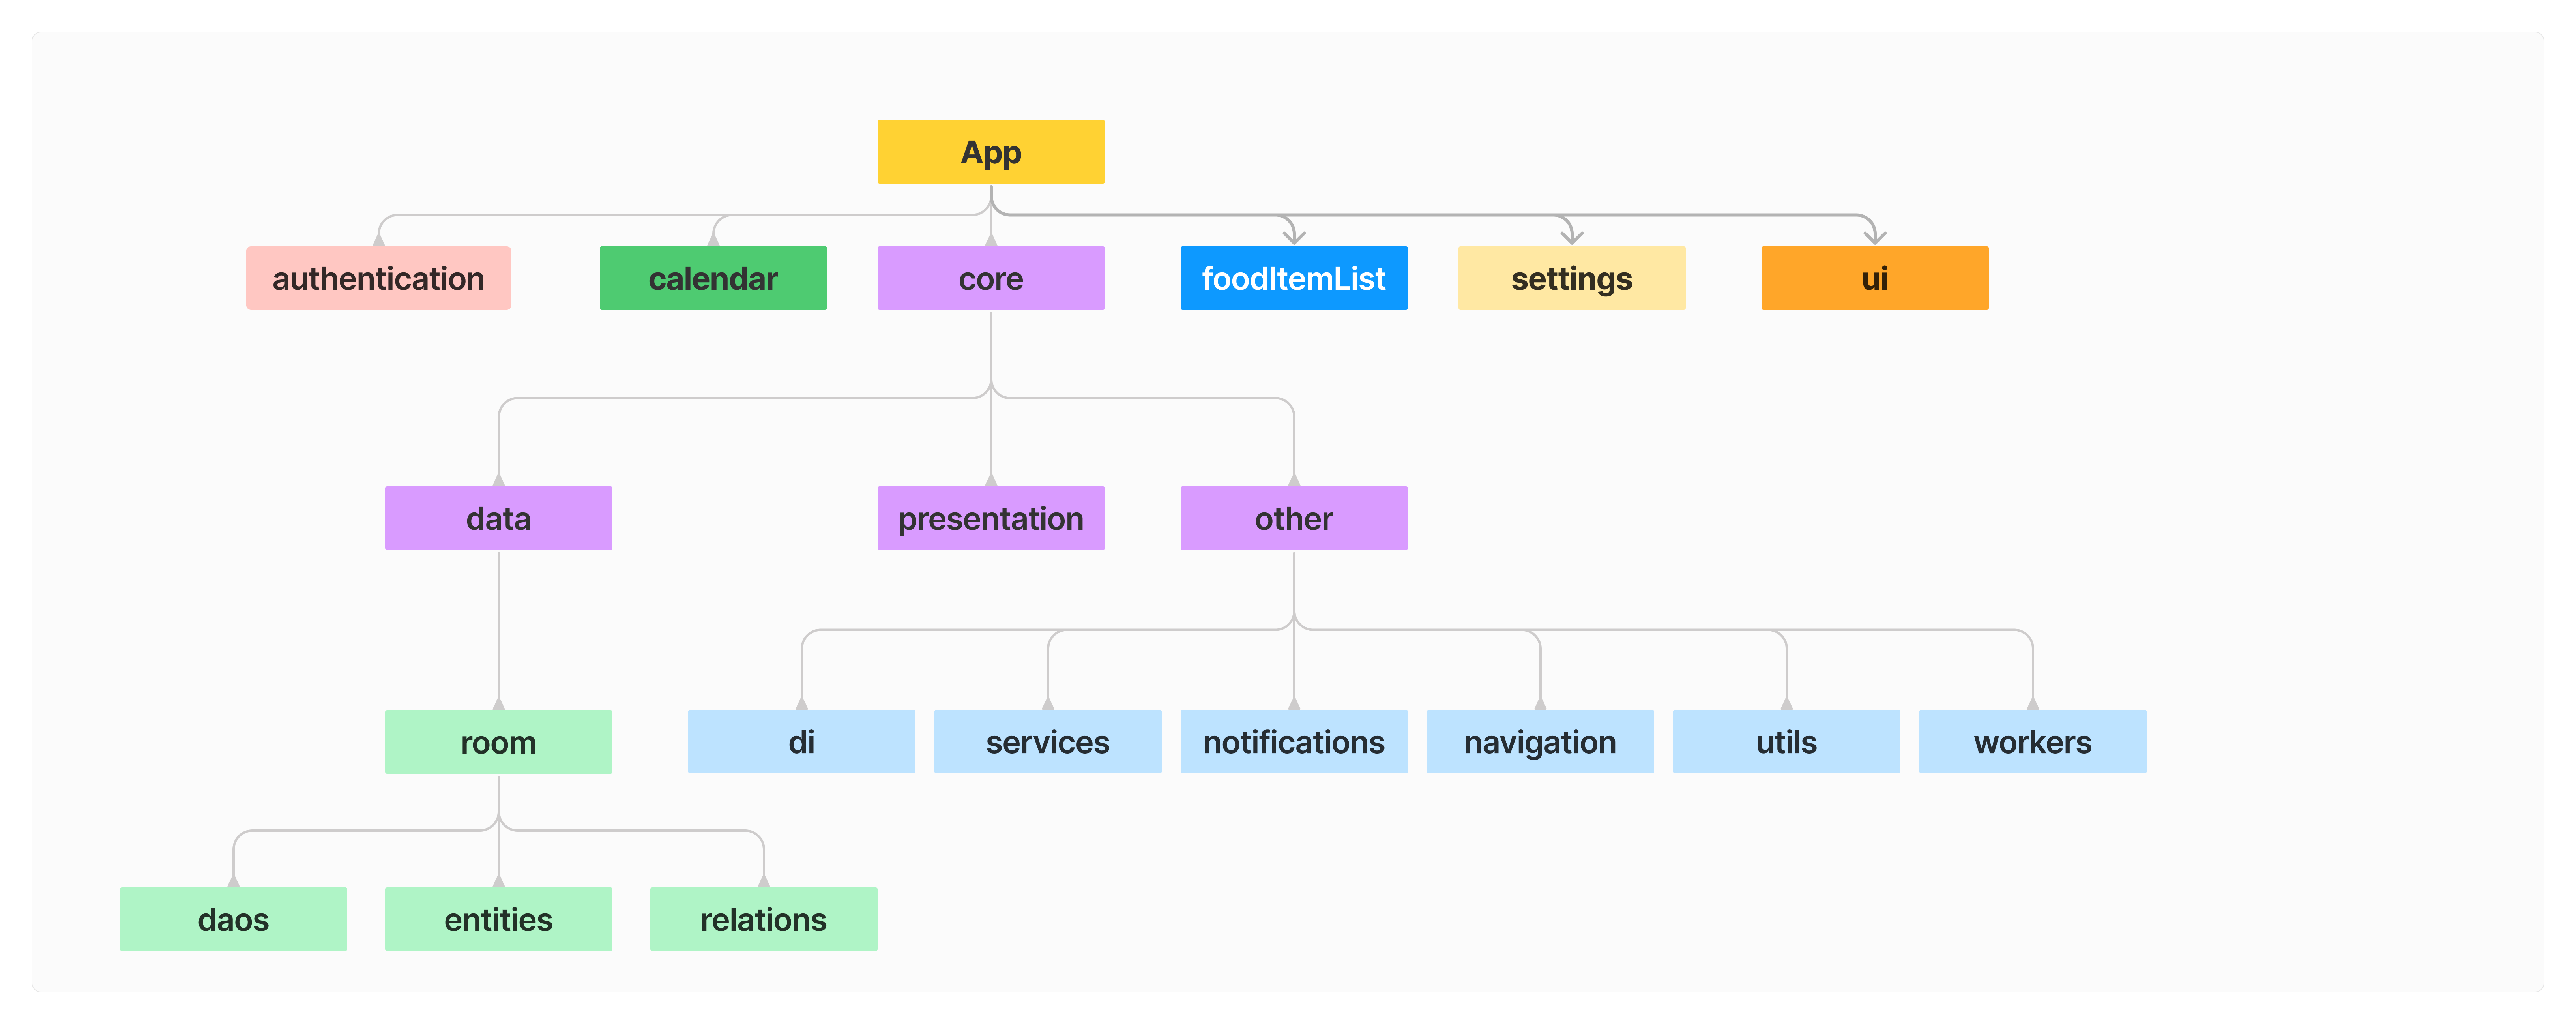 App
authentication
calendar
core
foodItemList
settings
ui
data
presentation
other
room
di
services
notifications
navigation
utils
workers
daos
entities
relations